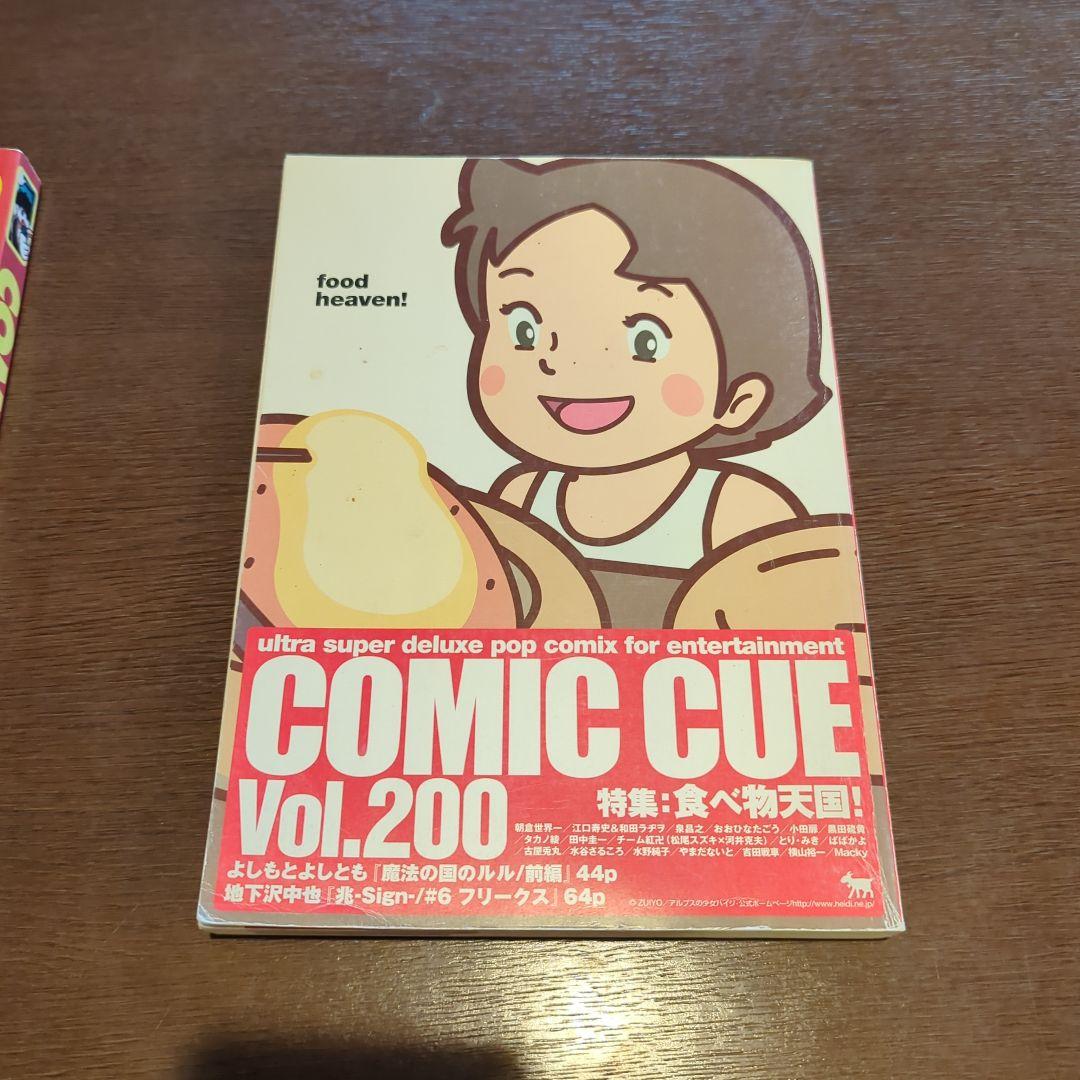 food
heaven!
ultra super deluxe pop comix for entertainment
COMIC CUE
Vol.200
特集:食べ物天国!
朝倉世界一／江口寿史&和田ラヂヲ／泉昌之／おおひなたごう／小田扉／黒田硫黄
タカノ綾／田中圭一／チーム紅卍（松尾スズキ×河井克夫）／とり・みき／ばばかよ
古屋兎丸／水谷さるころ／水野純子／やまだないと／吉田戦車／横山裕一／Macky
よしもとよしとも『魔法の国のルル/前編』44p
地下沢中也『兆-Sign-/#6 フリークス』64p
© ZUIYO／アルプスの少女ハイジ・公式ホームページhttp://www.heidi.ne.jp/